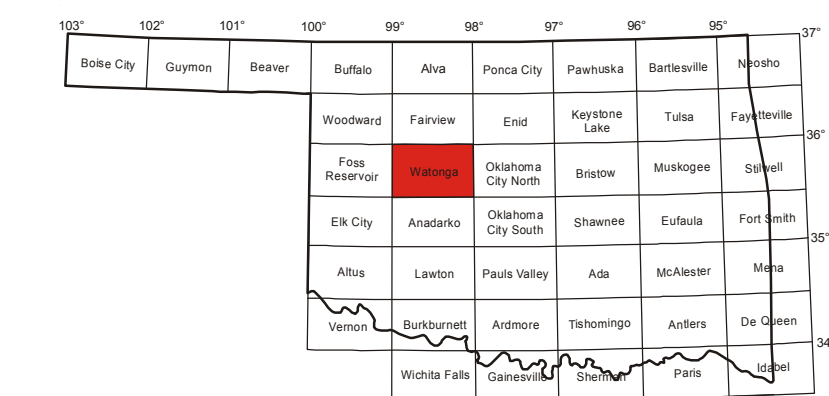 103°
102°
101°
100°
99°
98°
97°
96°
95°
37°
Boise City
Guymon
Beaver
Buffalo
Alva
Ponca City
Pawhuska
Bartlesville
Neosho
Woodward
Fairview
Enid
Keystone
Lake
Tulsa
Fayetteville
36°
Foss
Reservoir
Watonga
Oklahoma
City North
Bristow
Muskogee
Stilwell
Elk City
Anadarko
Oklahoma
City South
Shawnee
Eufaula
Fort Smith
35°
Altus
Lawton
Pauls Valley
Ada
McAlester
Mena
Vernon
Burkburnett
Ardmore
Tishomingo
Antlers
De Queen
34
Wichita Falls
Gainesville
Sherman
Paris
Idabel